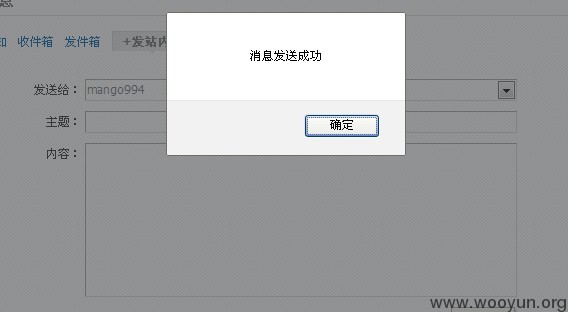 息
消息发送成功
知 收件箱 发件箱 +发站内
确定
发送给： mango994
主题：
内容：
www.wooyun.org